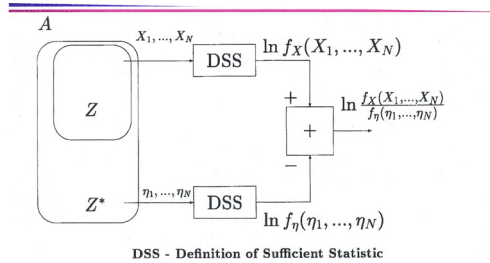 A
X₁, ..., X_N
DSS
ln f_X(X₁, ..., X_N)
Z
+
+
ln f_X(X₁,...,X_N) / f_η(η₁,...,η_N)
−
Z*
η₁, ..., η_N
DSS
ln f_η(η₁, ..., η_N)
DSS - Definition of Sufficient Statistic